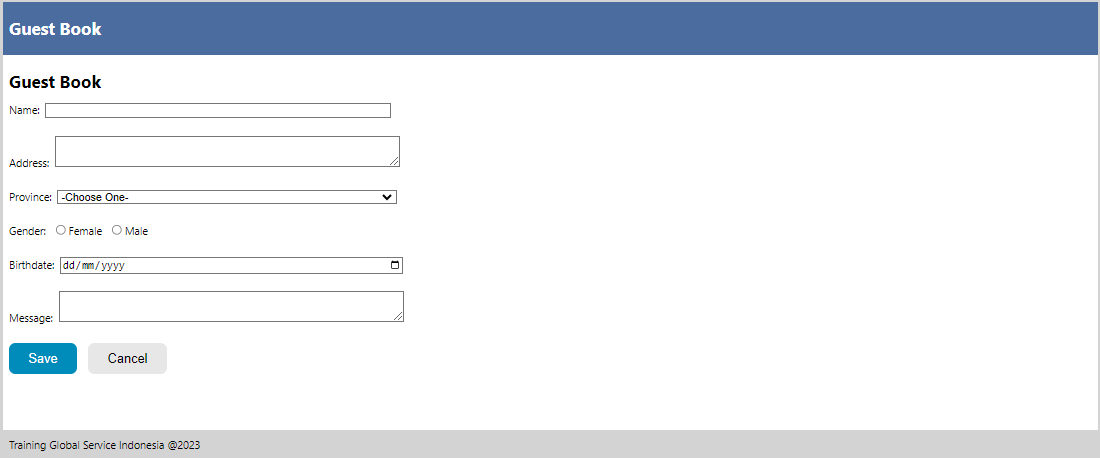 Guest Book
Guest Book
Name:
Address:
Province: -Choose One-
Gender: Female Male
Birthdate: dd/mm/yyyy
Message:
Save Cancel
Training Global Service Indonesia @2023